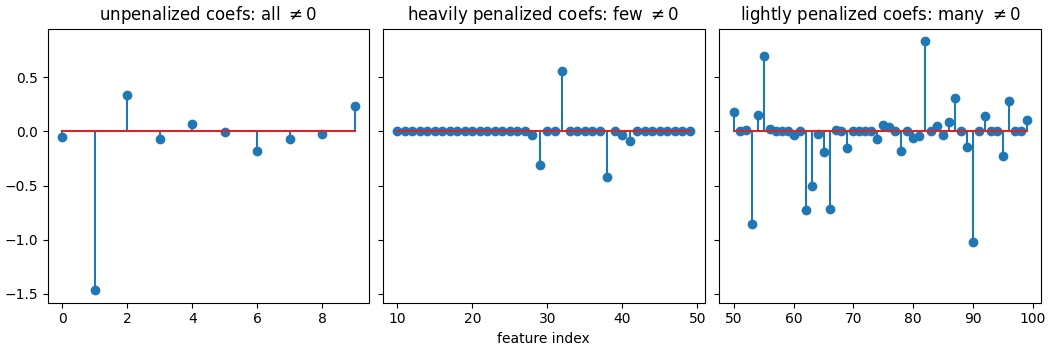 unpenalized coefs: all ≠0
heavily penalized coefs: few ≠0
lightly penalized coefs: many ≠0
0.5
0.0
−0.5
−1.0
−1.5
0 2 4 6 8
10 20 30 40 50
50 60 70 80 90 100
feature index